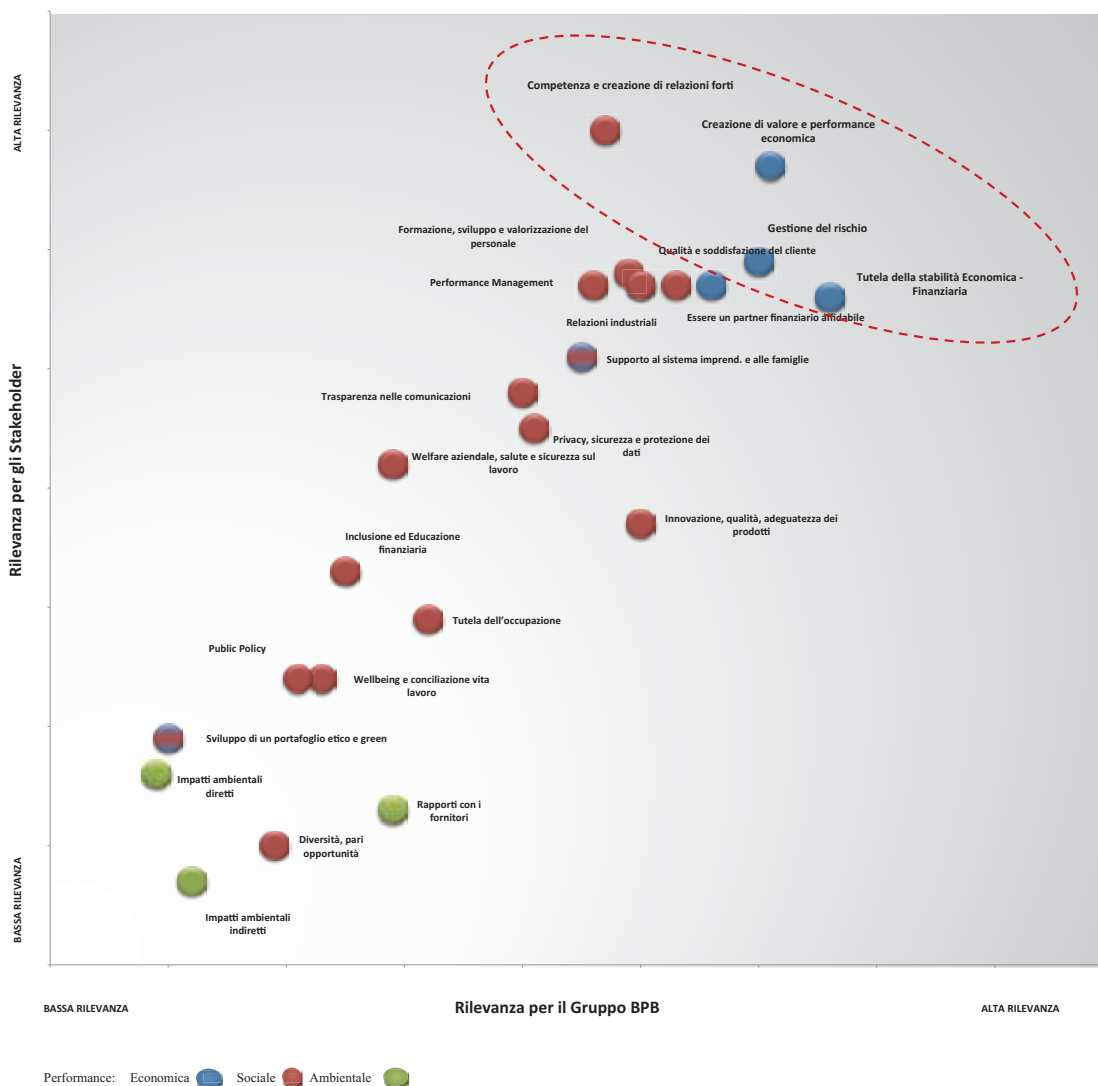 ALTA RILEVANZA
Competenza e creazione di relazioni forti
Creazione di valore e performance
economica
Formazione, sviluppo e valorizzazione del
personale
Gestione del rischio
Qualità e soddisfazione del cliente
Performance Management
Tutela della stabilità Economica -
Finanziaria
Relazioni industriali
Essere un partner finanziario affidabile
Supporto al sistema imprend. e alle famiglie
Trasparenza nelle comunicazioni
Privacy, sicurezza e protezione dei
dati
Welfare aziendale, salute e sicurezza sul
lavoro
Rilevanza per gli Stakeholder
Innovazione, qualità, adeguatezza dei
prodotti
Inclusione ed Educazione
finanziaria
Tutela dell'occupazione
Public Policy
Wellbeing e conciliazione vita
lavoro
Sviluppo di un portafoglio etico e green
Impatti ambientali
diretti
Rapporti con i
fornitori
Diversità, pari
opportunità
BASSA RILEVANZA
Impatti ambientali
indiretti
BASSA RILEVANZA Rilevanza per il Gruppo BPB ALTA RILEVANZA
Performance: Economica Sociale Ambientale